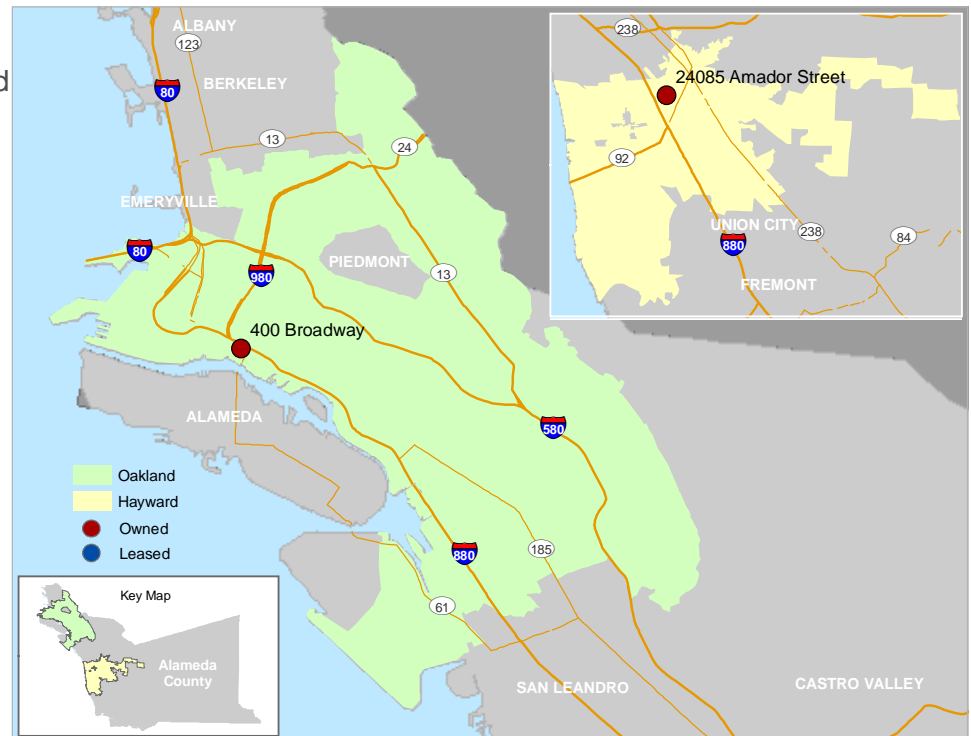 d
ALBANY
123
80
BERKELEY
13
24
EMERYVILLE
80
980
PIEDMONT
13
400 Broadway
ALAMEDA
580
880
185
61
SAN LEANDRO
CASTRO VALLEY
238
24085 Amador Street
92
UNION CITY
880
238
84
FREMONT
Oakland
Hayward
Owned
Leased
Key Map
Alameda
County